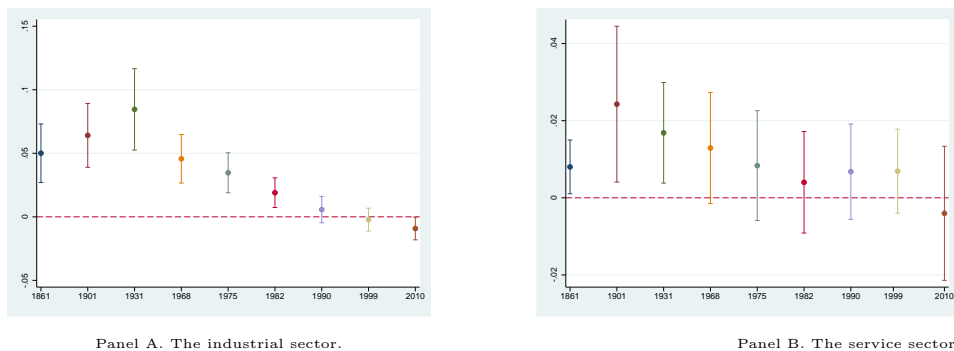 .15
.1
.05
0
-.05
1861 1901 1931 1968 1975 1982 1990 1999 2010
Panel A. The industrial sector.
.04
.02
0
-.02
1861 1901 1931 1968 1975 1982 1990 1999 2010
Panel B. The service sector